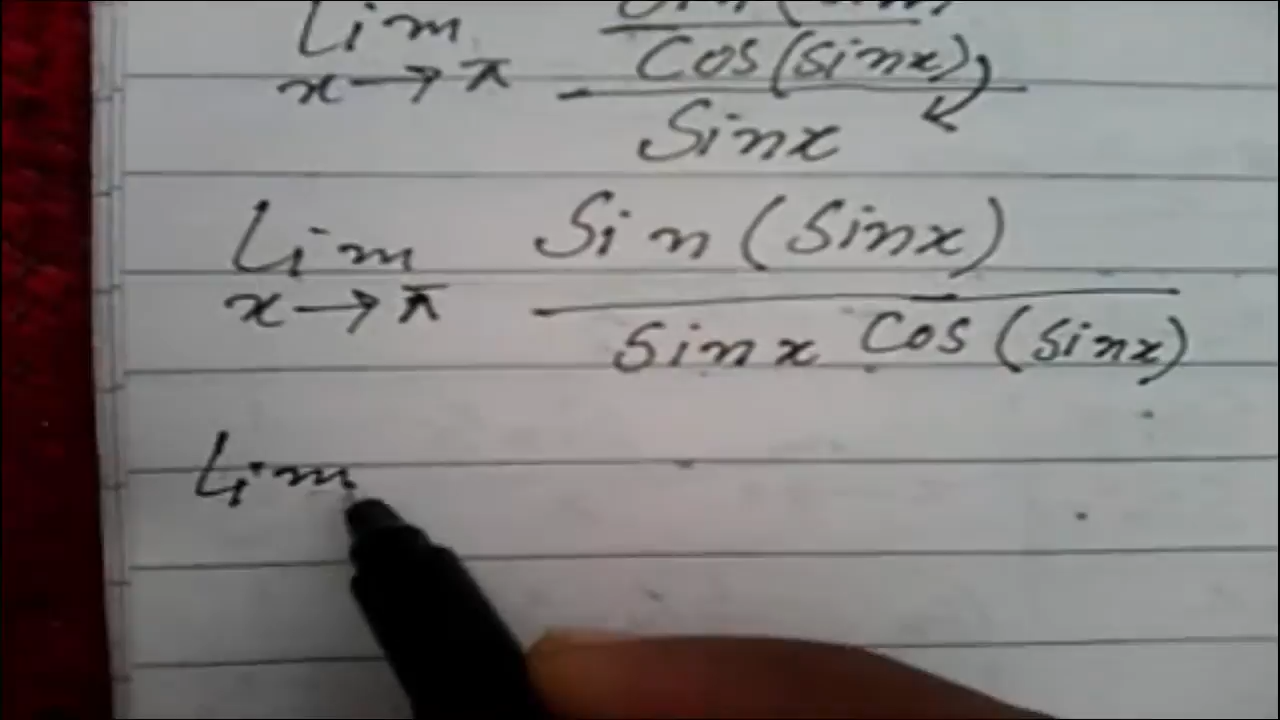 Lim
x → π
Cos(Sinx)
Sinx
Lim Sin(Sinx)
x → π Sinx Cos(Sinx)
Lim